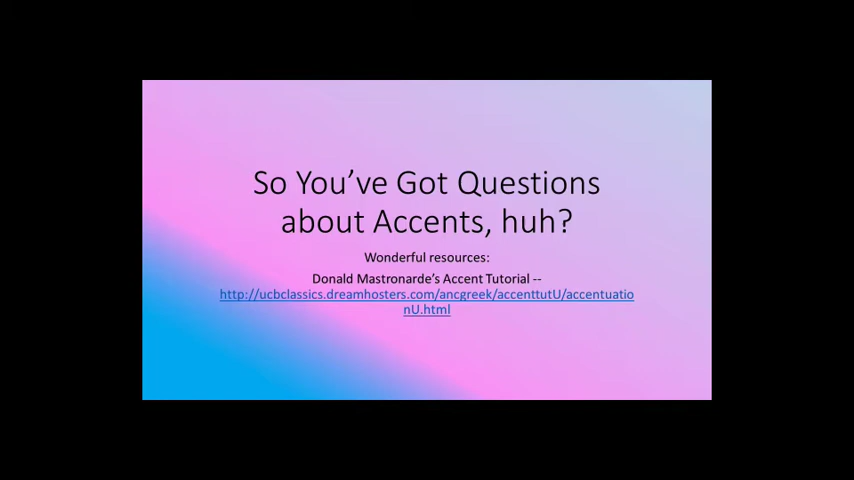 So You’ve Got Questions
about Accents, huh?
Wonderful resources:
Donald Mastronarde’s Accent Tutorial --
http://ucbclassics.dreamhosters.com/ancgreek/accenttutU/accentuatio
nU.html